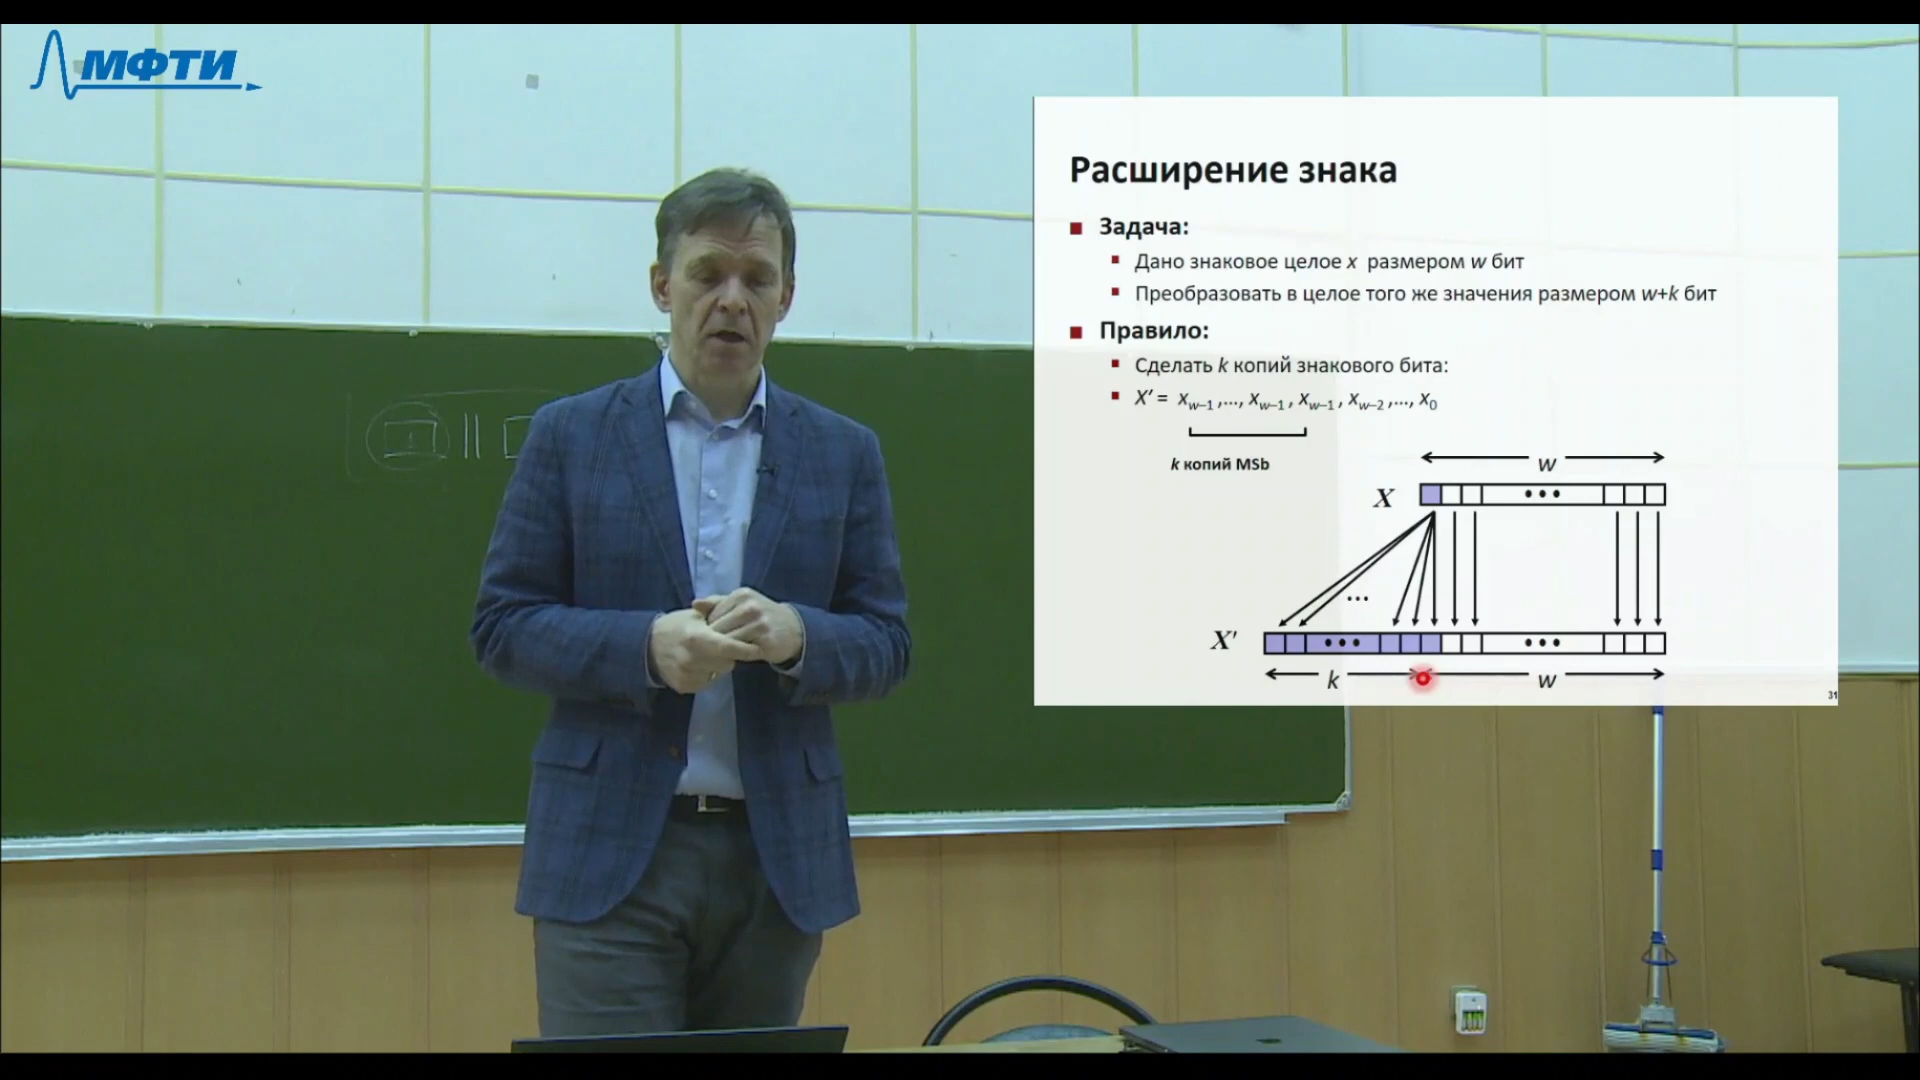 МФТИ
Расширение знака
Задача:
Дано знаковое целое x размером w бит
Преобразовать в целое того же значения размером w+k бит
Правило:
Сделать k копий знакового бита:
X′ = xw–1 ,…, xw–1 , xw–1 , xw–2 ,…, x0
k копий MSb
w
X
•••
...
X′
••• •••
k w
31